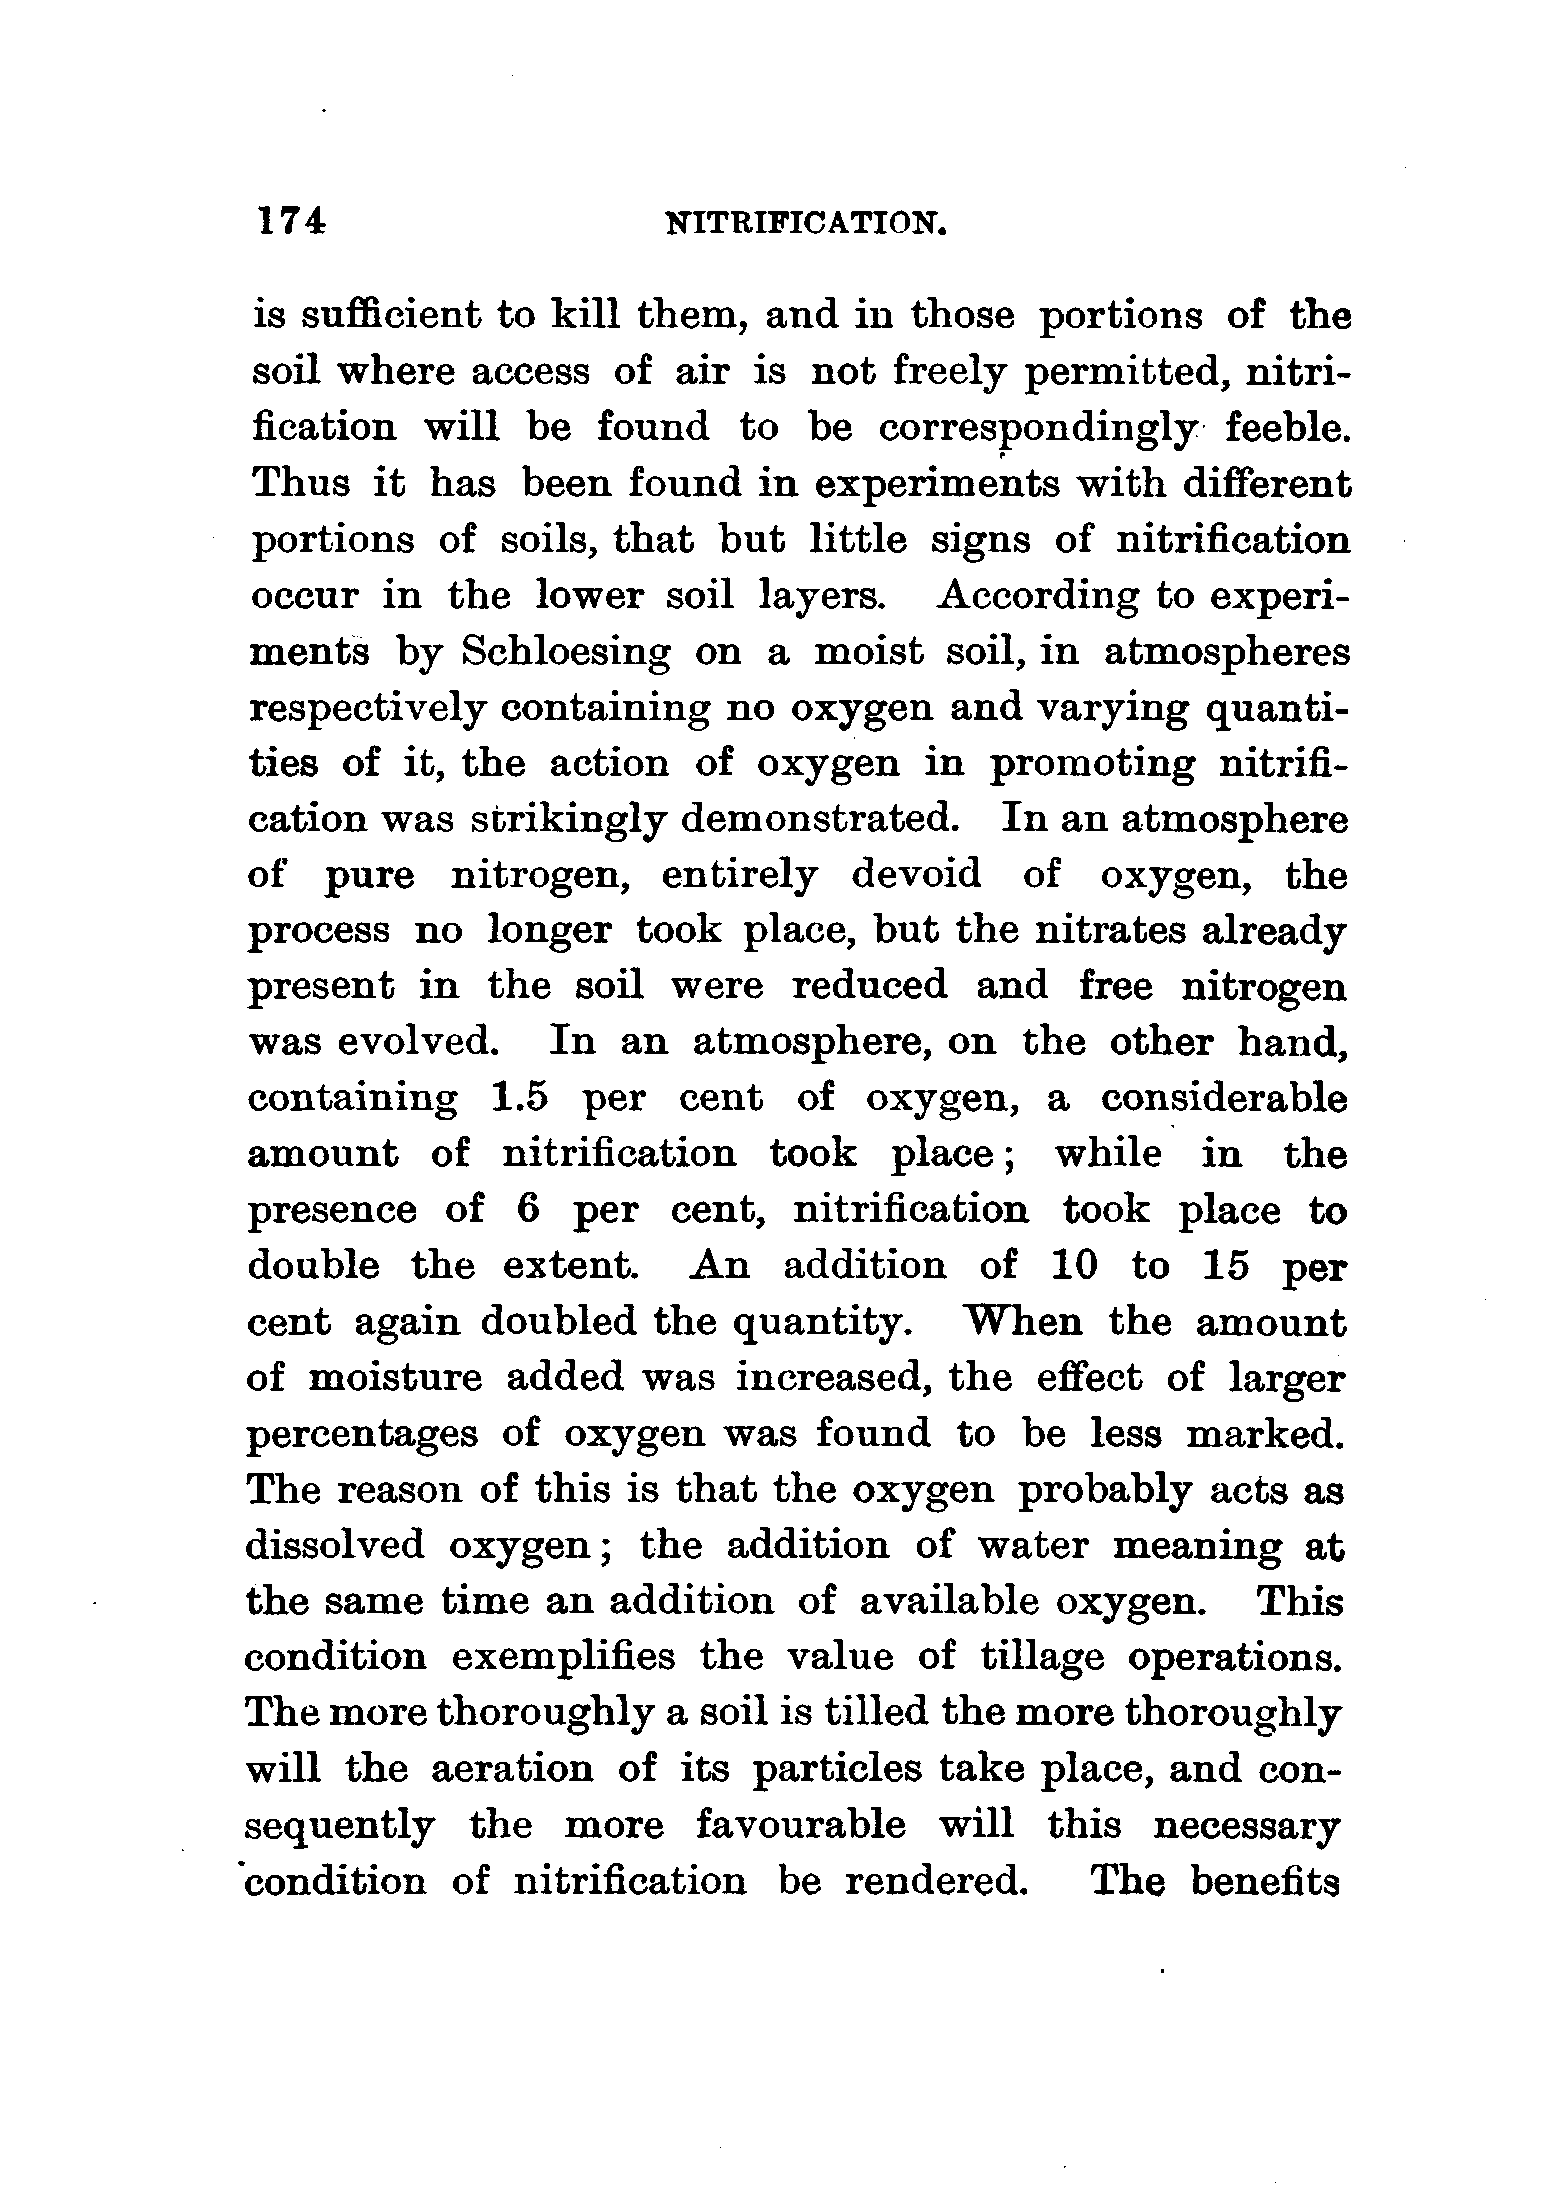 174 NITRIFICATION.
is sufficient to kill them, and in those portions of the
soil where access of air is not freely permitted, nitri-
fication will be found to be correspondingly feeble.
Thus it has been found in experiments with different
portions of soils, that but little signs of nitrification
occur in the lower soil layers. According to experi-
ments by Schloesing on a moist soil, in atmospheres
respectively containing no oxygen and varying quanti-
ties of it, the action of oxygen in promoting nitrifi-
cation was strikingly demonstrated. In an atmosphere
of pure nitrogen, entirely devoid of oxygen, the
process no longer took place, but the nitrates already
present in the soil were reduced and free nitrogen
was evolved. In an atmosphere, on the other hand,
containing 1.5 per cent of oxygen, a considerable
amount of nitrification took place; while in the
presence of 6 per cent, nitrification took place to
double the extent. An addition of 10 to 15 per
cent again doubled the quantity. When the amount
of moisture added was increased, the effect of larger
percentages of oxygen was found to be less marked.
The reason of this is that the oxygen probably acts as
dissolved oxygen; the addition of water meaning at
the same time an addition of available oxygen. This
condition exemplifies the value of tillage operations.
The more thoroughly a soil is tilled the more thoroughly
will the aeration of its particles take place, and con-
sequently the more favourable will this necessary
condition of nitrification be rendered. The benefits